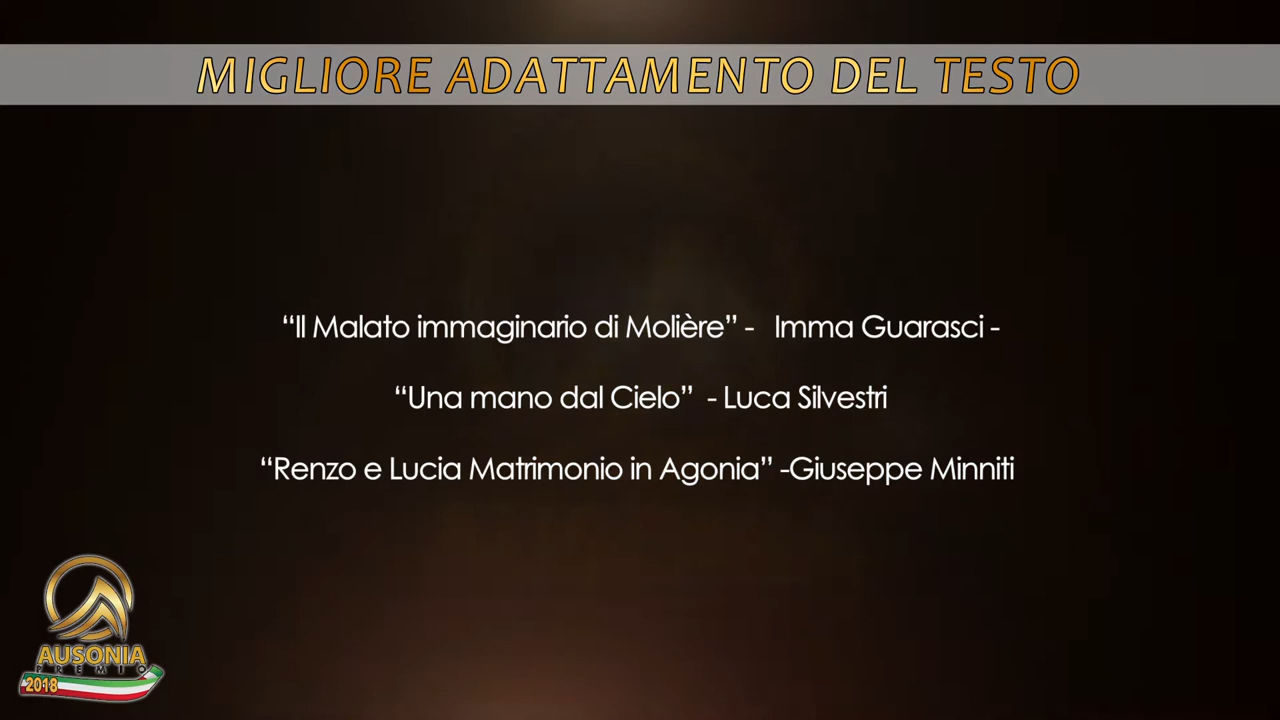 MIGLIORE ADATTAMENTO DEL TESTO
“Il Malato immaginario di Molière” - Imma Guarasci -
“Una mano dal Cielo” - Luca Silvestri
“Renzo e Lucia Matrimonio in Agonia” -Giuseppe Minniti
AUSONIA
PREMIO
2018